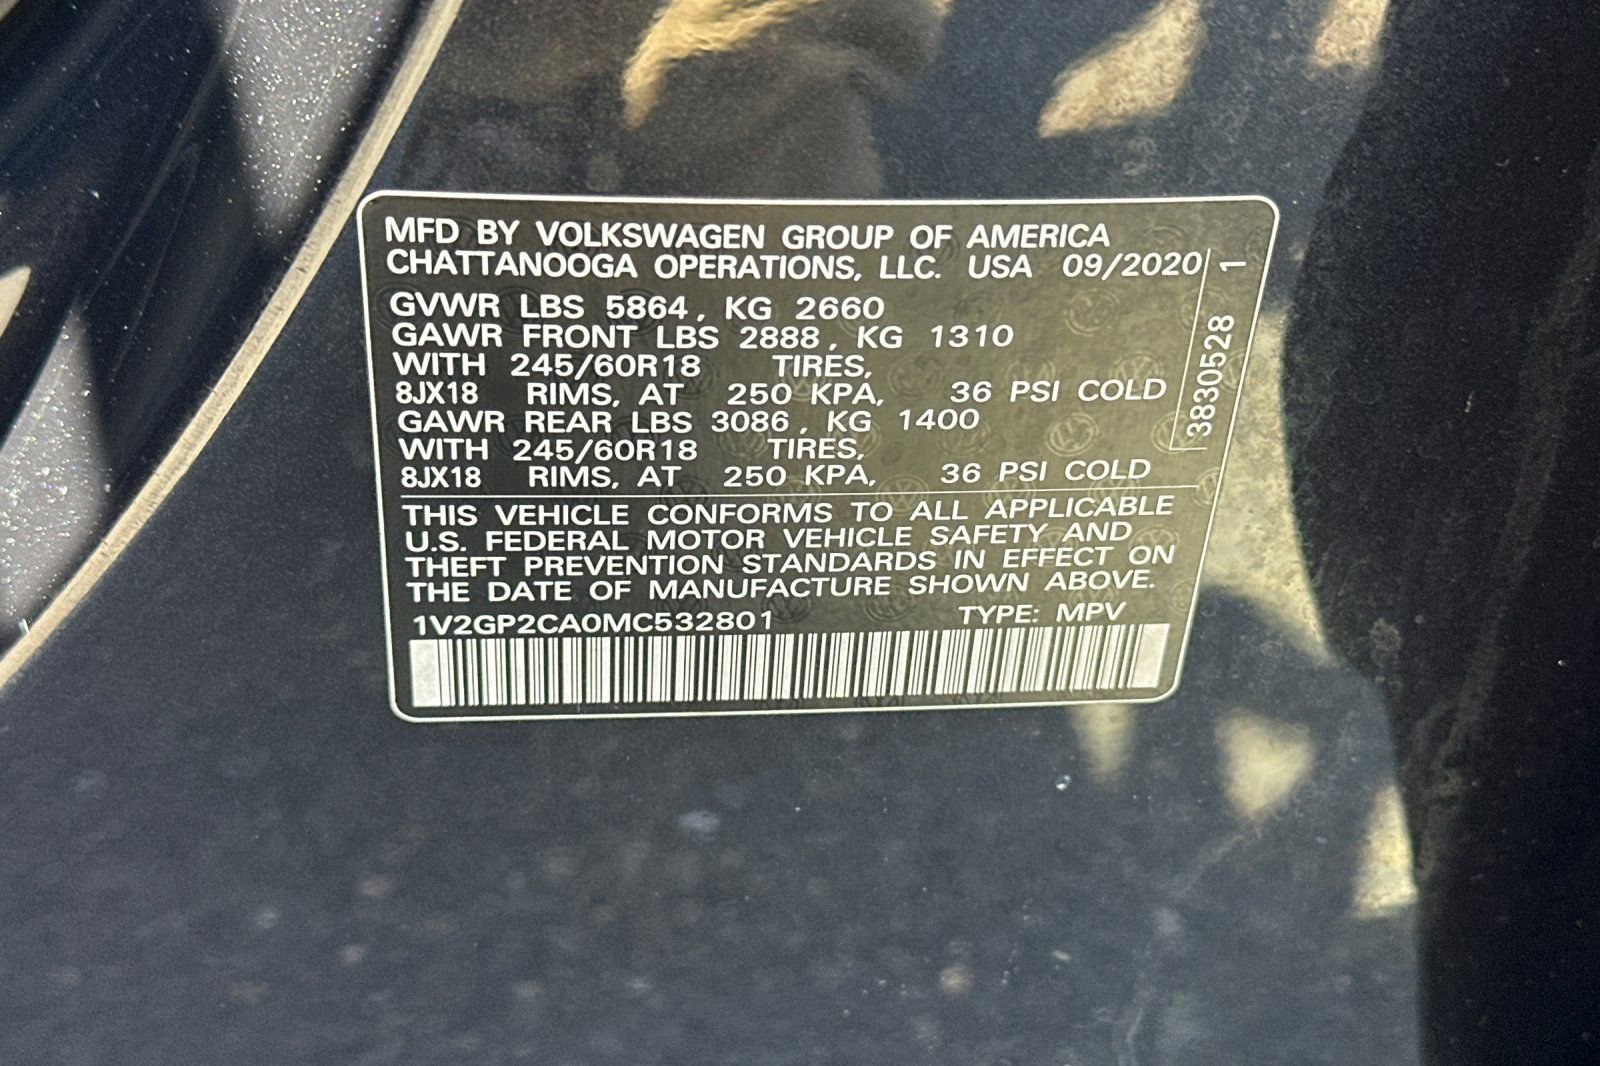 MFD BY VOLKSWAGEN GROUP OF AMERICA
CHATTANOOGA OPERATIONS, LLC. USA 09/2020
GVWR LBS 5864, KG 2660
GAWR FRONT LBS 2888, KG 1310
WITH 245/60R18 TIRES,
8JX18 RIMS, AT 250 KPA, 36 PSI COLD
GAWR REAR LBS 3086, KG 1400
WITH 245/60R18 TIRES,
8JX18 RIMS, AT 250 KPA, 36 PSI COLD
THIS VEHICLE CONFORMS TO ALL APPLICABLE
U.S. FEDERAL MOTOR VEHICLE SAFETY AND
THEFT PREVENTION STANDARDS IN EFFECT ON
THE DATE OF MANUFACTURE SHOWN ABOVE.
1V2GP2CA0MC532801 TYPE: MPV
3830528 1